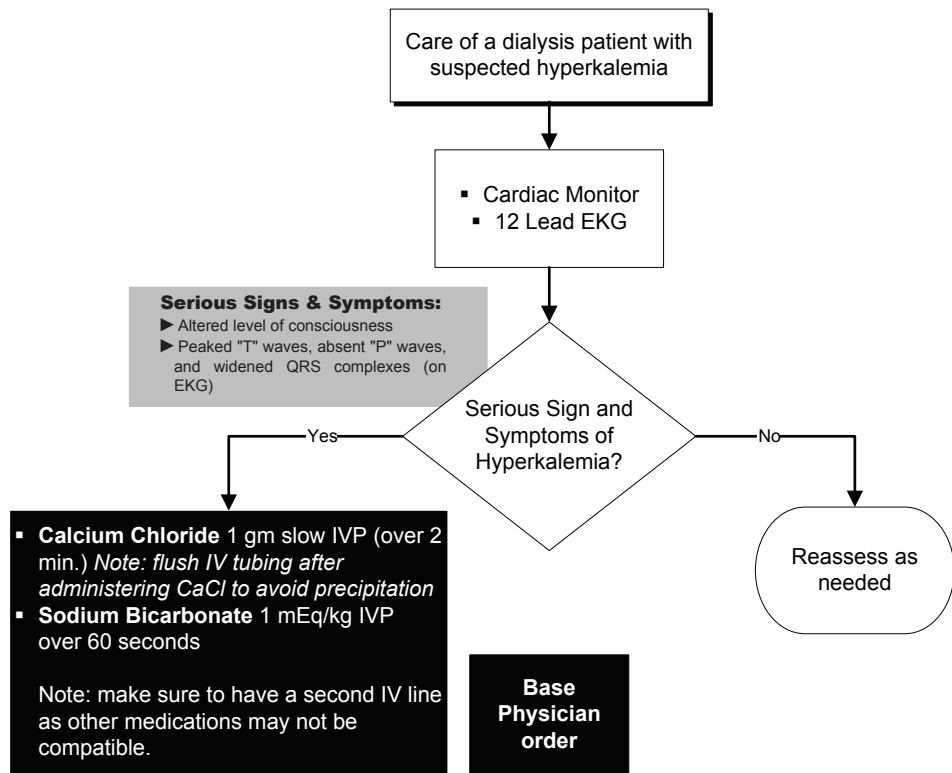 Care of a dialysis patient with
suspected hyperkalemia
▪ Cardiac Monitor
▪ 12 Lead EKG
Serious Signs & Symptoms:
► Altered level of consciousness
► Peaked "T" waves, absent "P" waves,
and widened QRS complexes (on
EKG)
Serious Sign and
Symptoms of
Hyperkalemia?
Yes
No
▪ Calcium Chloride 1 gm slow IVP (over 2
min.) Note: flush IV tubing after
administering CaCl to avoid precipitation
▪ Sodium Bicarbonate 1 mEq/kg IVP
over 60 seconds
Note: make sure to have a second IV line
as other medications may not be
compatible.
Reassess as
needed
Base
Physician
order